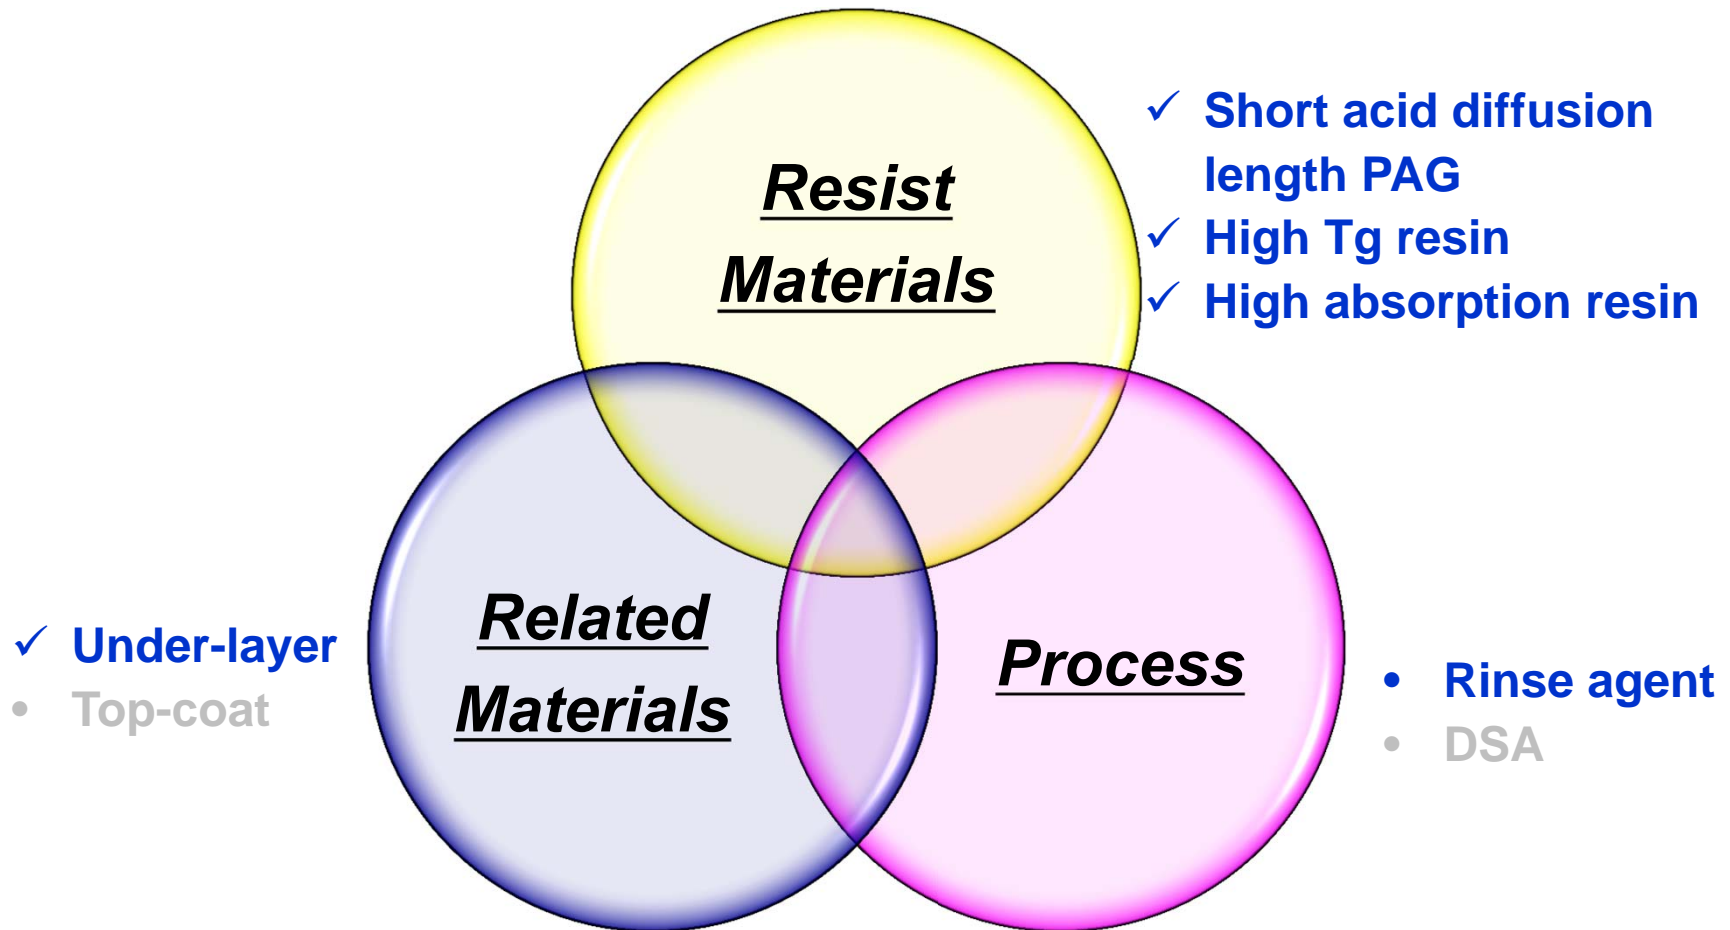 Resist
Materials
✓ Short acid diffusion
length PAG
✓ High Tg resin
✓ High absorption resin
Related
Materials
✓ Under-layer
• Top-coat
Process
• Rinse agent
• DSA